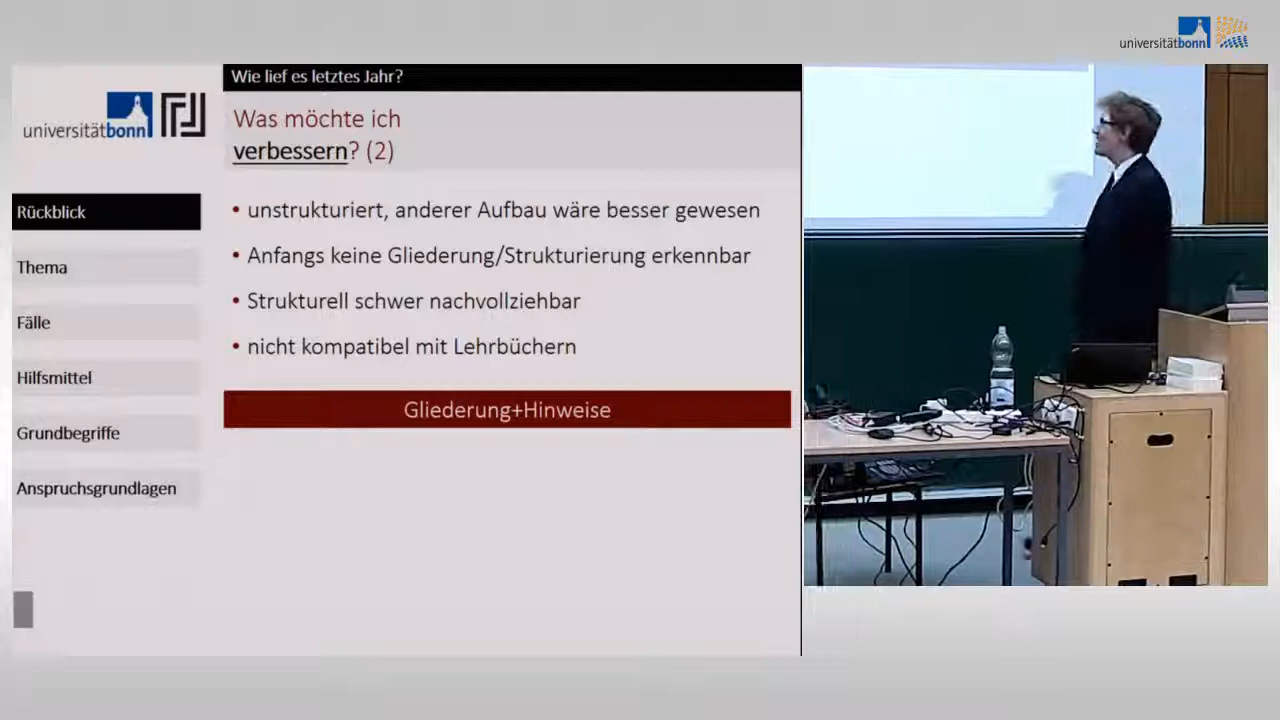 universitätbonn
Wie lief es letztes Jahr?
universitätbonn
Was möchte ich
verbessern? (2)
Rückblick
Thema
Fälle
Hilfsmittel
Grundbegriffe
Anspruchsgrundlagen
• unstrukturiert, anderer Aufbau wäre besser gewesen
• Anfangs keine Gliederung/Strukturierung erkennbar
• Strukturell schwer nachvollziehbar
• nicht kompatibel mit Lehrbüchern
Gliederung+Hinweise